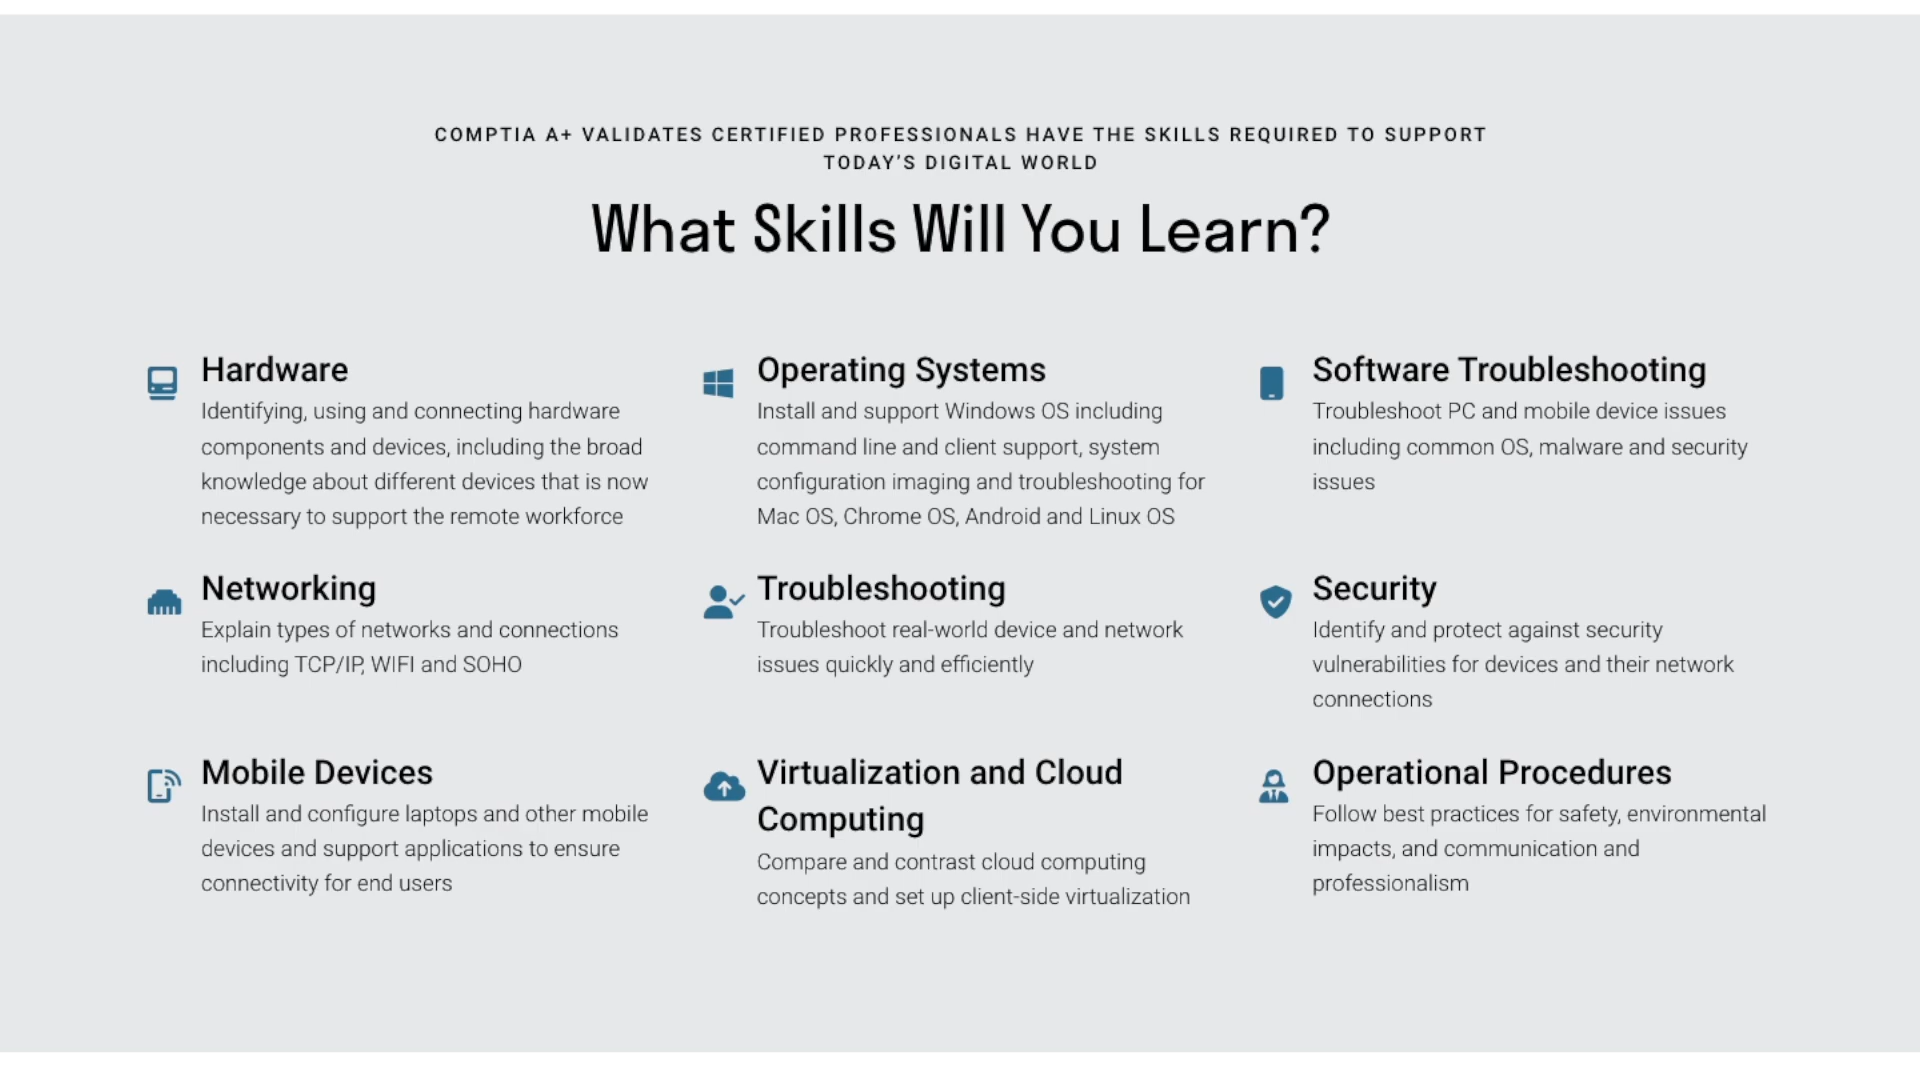 COMPTIA A+ VALIDATES CERTIFIED PROFESSIONALS HAVE THE SKILLS REQUIRED TO SUPPORT
TODAY'S DIGITAL WORLD
What Skills Will You Learn?
Hardware
Identifying, using and connecting hardware
components and devices, including the broad
knowledge about different devices that is now
necessary to support the remote workforce
Operating Systems
Install and support Windows OS including
command line and client support, system
configuration imaging and troubleshooting for
Mac OS, Chrome OS, Android and Linux OS
Software Troubleshooting
Troubleshoot PC and mobile device issues
including common OS, malware and security
issues
Networking
Explain types of networks and connections
including TCP/IP, WIFI and SOHO
Troubleshooting
Troubleshoot real-world device and network
issues quickly and efficiently
Security
Identify and protect against security
vulnerabilities for devices and their network
connections
Mobile Devices
Install and configure laptops and other mobile
devices and support applications to ensure
connectivity for end users
Virtualization and Cloud
Computing
Compare and contrast cloud computing
concepts and set up client-side virtualization
Operational Procedures
Follow best practices for safety, environmental
impacts, and communication and
professionalism